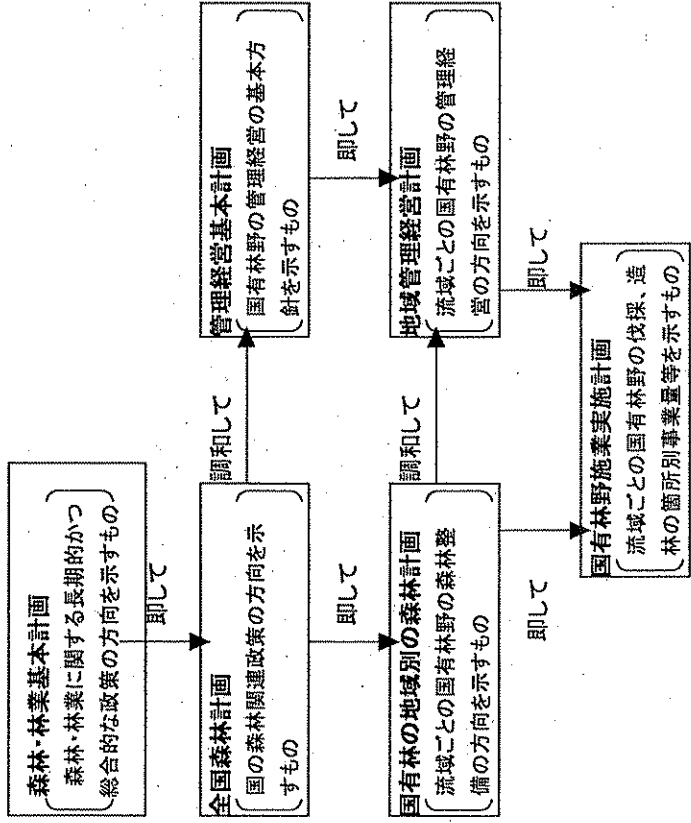 森林・林業基本計画
森林・林業に関する長期的かつ
総合的な政策の方向を示すもの
即して
全国森林計画
国の森林関連政策の方向を示
すもの
調和して
管理経営基本計画
国有林野の管理経営の基本方
針を示すもの
即して
即して
国有林の地域別の森林計画
流域ごとの国有林野の森林整
備の方向を示すもの
調和して
地域管理経営計画
流域ごとの国有林野の管理経
営の方向を示すもの
即して
即して
国有林野施業実施計画
流域ごとの国有林野の伐採、造
林の箇所別事業量等を示すもの